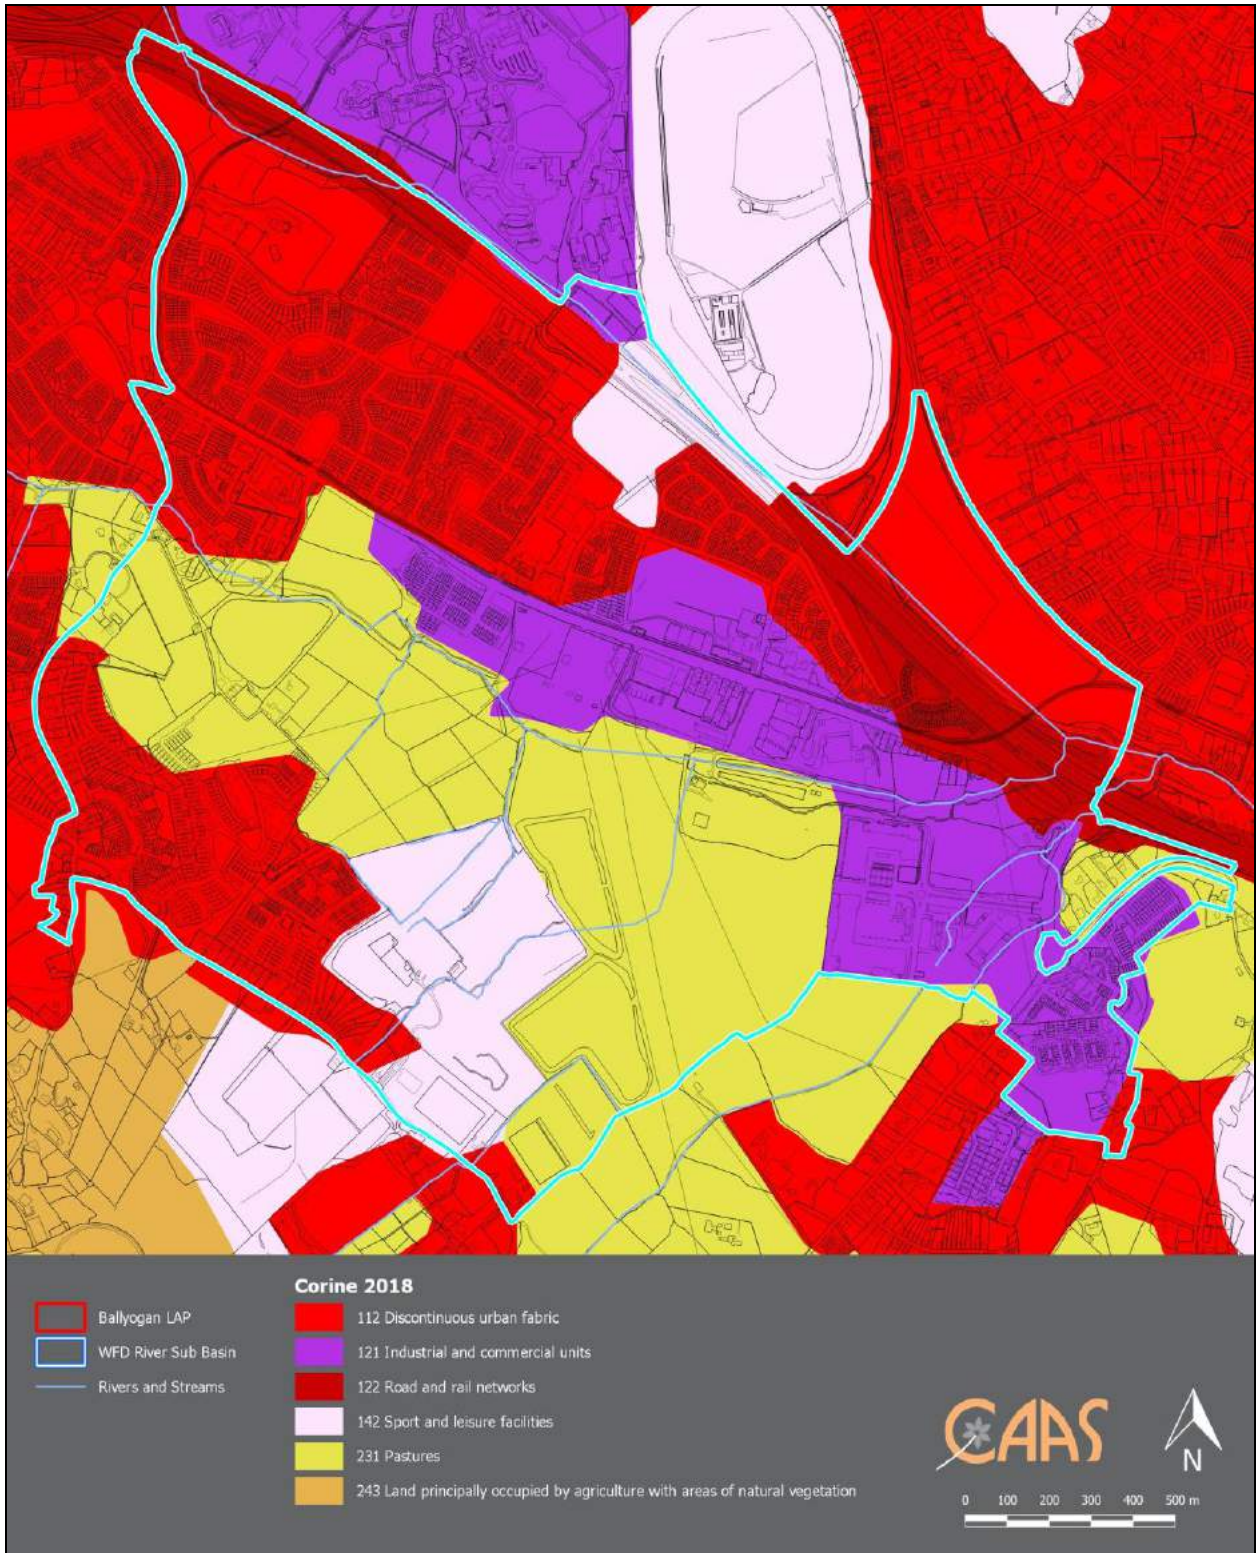 Corine 2018
Ballyogan LAP
WFD River Sub Basin
Rivers and Streams
112 Discontinuous urban fabric
121 Industrial and commercial units
122 Road and rail networks
142 Sport and leisure facilities
231 Pastures
243 Land principally occupied by agriculture with areas of natural vegetation
CAAS
N
0 100 200 300 400 500 m